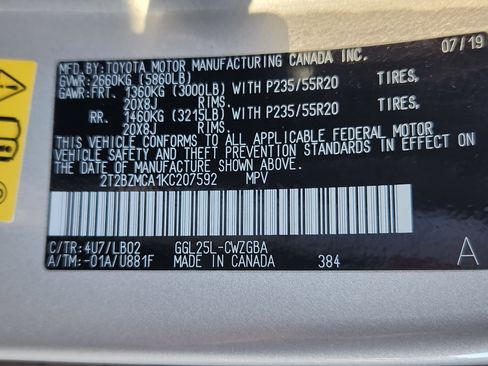 MFD. BY: TOYOTA MOTOR MANUFACTURING CANADA INC. 07/19
GVWR: 2660KG (5860LB)
GAWR: FRT. 1360KG (3000LB) WITH P235/55R20 TIRES,
20X8J RIMS.
RR. 1460KG (3215LB) WITH P235/55R20 TIRES,
20X8J RIMS.
THIS VEHICLE CONFORMS TO ALL APPLICABLE FEDERAL MOTOR
VEHICLE SAFETY AND BUMPER STANDARDS IN EFFECT ON
THE DATE OF MANUFACTURE SHOWN ABOVE.
2T2BZMCA1KC207592 MPV
C/TR: 4U7/LB02 GGL25L-CWZGBA
A/TM: -01A/U881F MADE IN CANADA 384 A